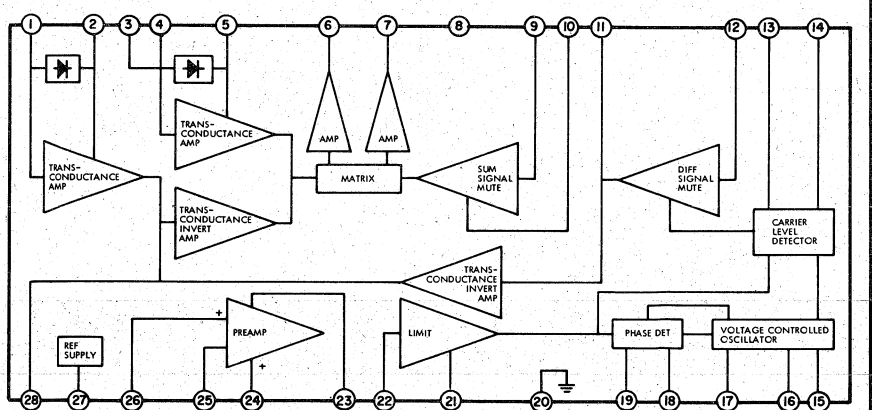 1 2 3 4 5 6 7 8 9 10 11 12 13 14
TRANS-
CONDUCTANCE
AMP
TRANS-
CONDUCTANCE
AMP
TRANS-
CONDUCTANCE
INVERT
AMP
AMP
AMP
MATRIX
SUM
SIGNAL
MUTE
DIFF
SIGNAL
MUTE
CARRIER
LEVEL
DETECTOR
TRANS-
CONDUCTANCE
INVERT
AMP
REF
SUPPLY
+
PREAMP
+
LIMIT
PHASE DET
VOLTAGE CONTROLLED
OSCILLATOR
28 27 26 25 24 23 22 21 20 19 18 17 16 15